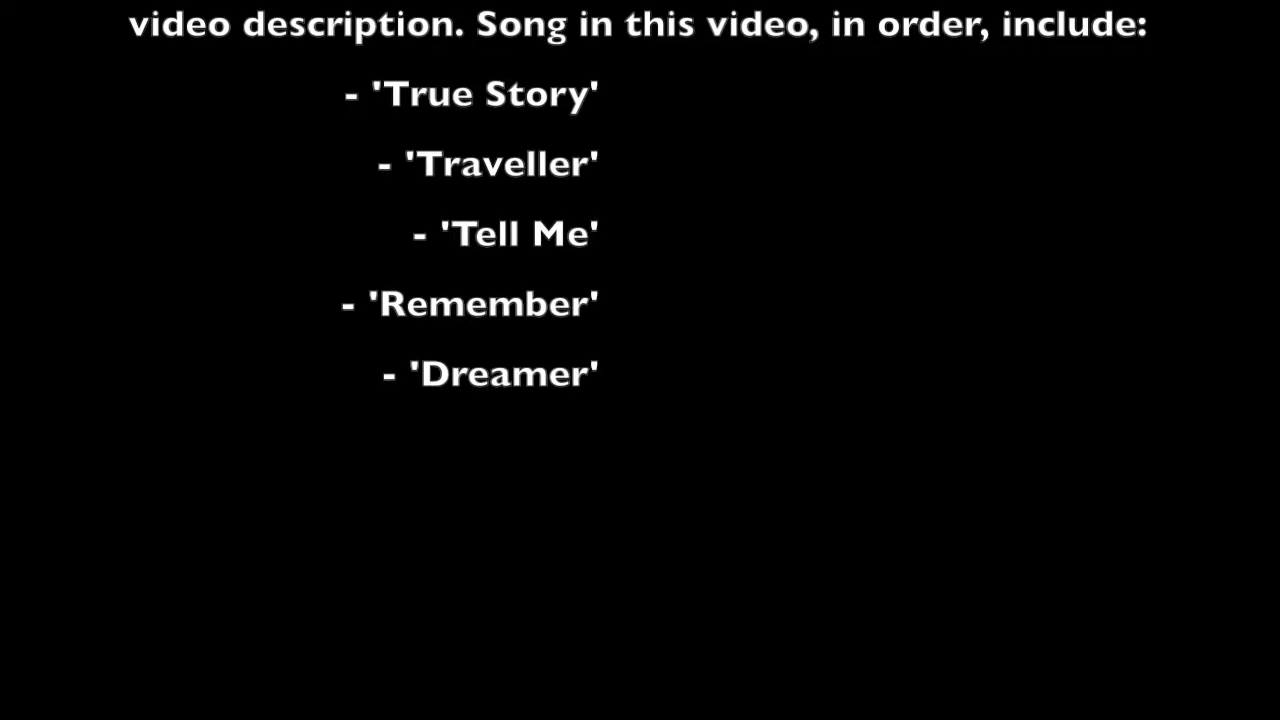 video description. Song in this video, in order, include:
- 'True Story'
- 'Traveller'
- 'Tell Me'
- 'Remember'
- 'Dreamer'